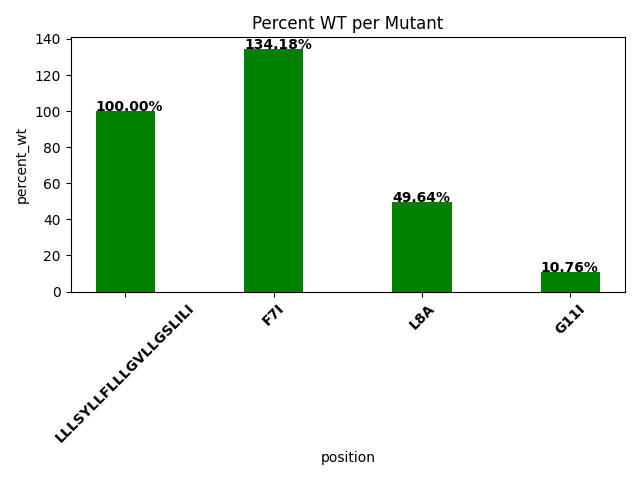 Percent WT per Mutant
percent_wt
140
120
100
80
60
40
20
0
100.00%
134.18%
49.64%
10.76%
LLLSYLLFLLLGVLLGSLILI
F7I
L8A
G11I
position